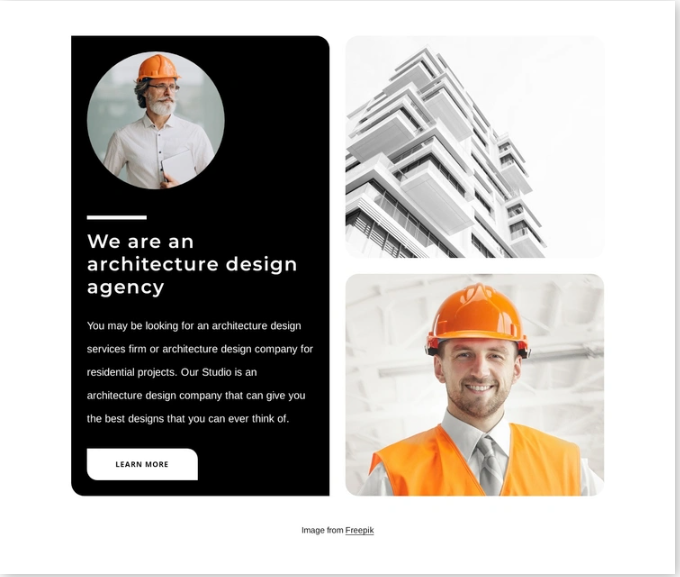 We are an
architecture design
agency
You may be looking for an architecture design
services firm or architecture design company for
residential projects. Our Studio is an
architecture design company that can give you
the best designs that you can ever think of.
LEARN MORE
Image from Freepik